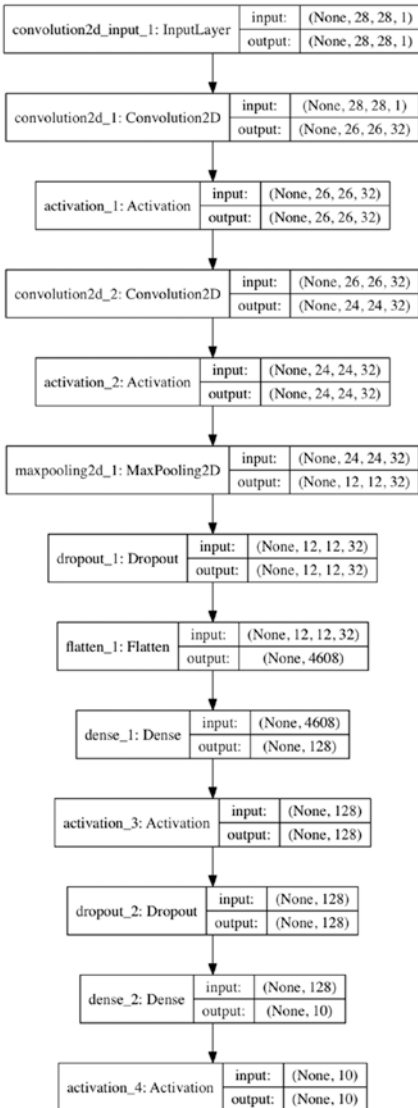 convolution2d_input_1: InputLayer
input: (None, 28, 28, 1)
output: (None, 28, 28, 1)
convolution2d_1: Convolution2D
input: (None, 28, 28, 1)
output: (None, 26, 26, 32)
activation_1: Activation
input: (None, 26, 26, 32)
output: (None, 26, 26, 32)
convolution2d_2: Convolution2D
input: (None, 26, 26, 32)
output: (None, 24, 24, 32)
activation_2: Activation
input: (None, 24, 24, 32)
output: (None, 24, 24, 32)
maxpooling2d_1: MaxPooling2D
input: (None, 24, 24, 32)
output: (None, 12, 12, 32)
dropout_1: Dropout
input: (None, 12, 12, 32)
output: (None, 12, 12, 32)
flatten_1: Flatten
input: (None, 12, 12, 32)
output: (None, 4608)
dense_1: Dense
input: (None, 4608)
output: (None, 128)
activation_3: Activation
input: (None, 128)
output: (None, 128)
dropout_2: Dropout
input: (None, 128)
output: (None, 128)
dense_2: Dense
input: (None, 128)
output: (None, 10)
activation_4: Activation
input: (None, 10)
output: (None, 10)